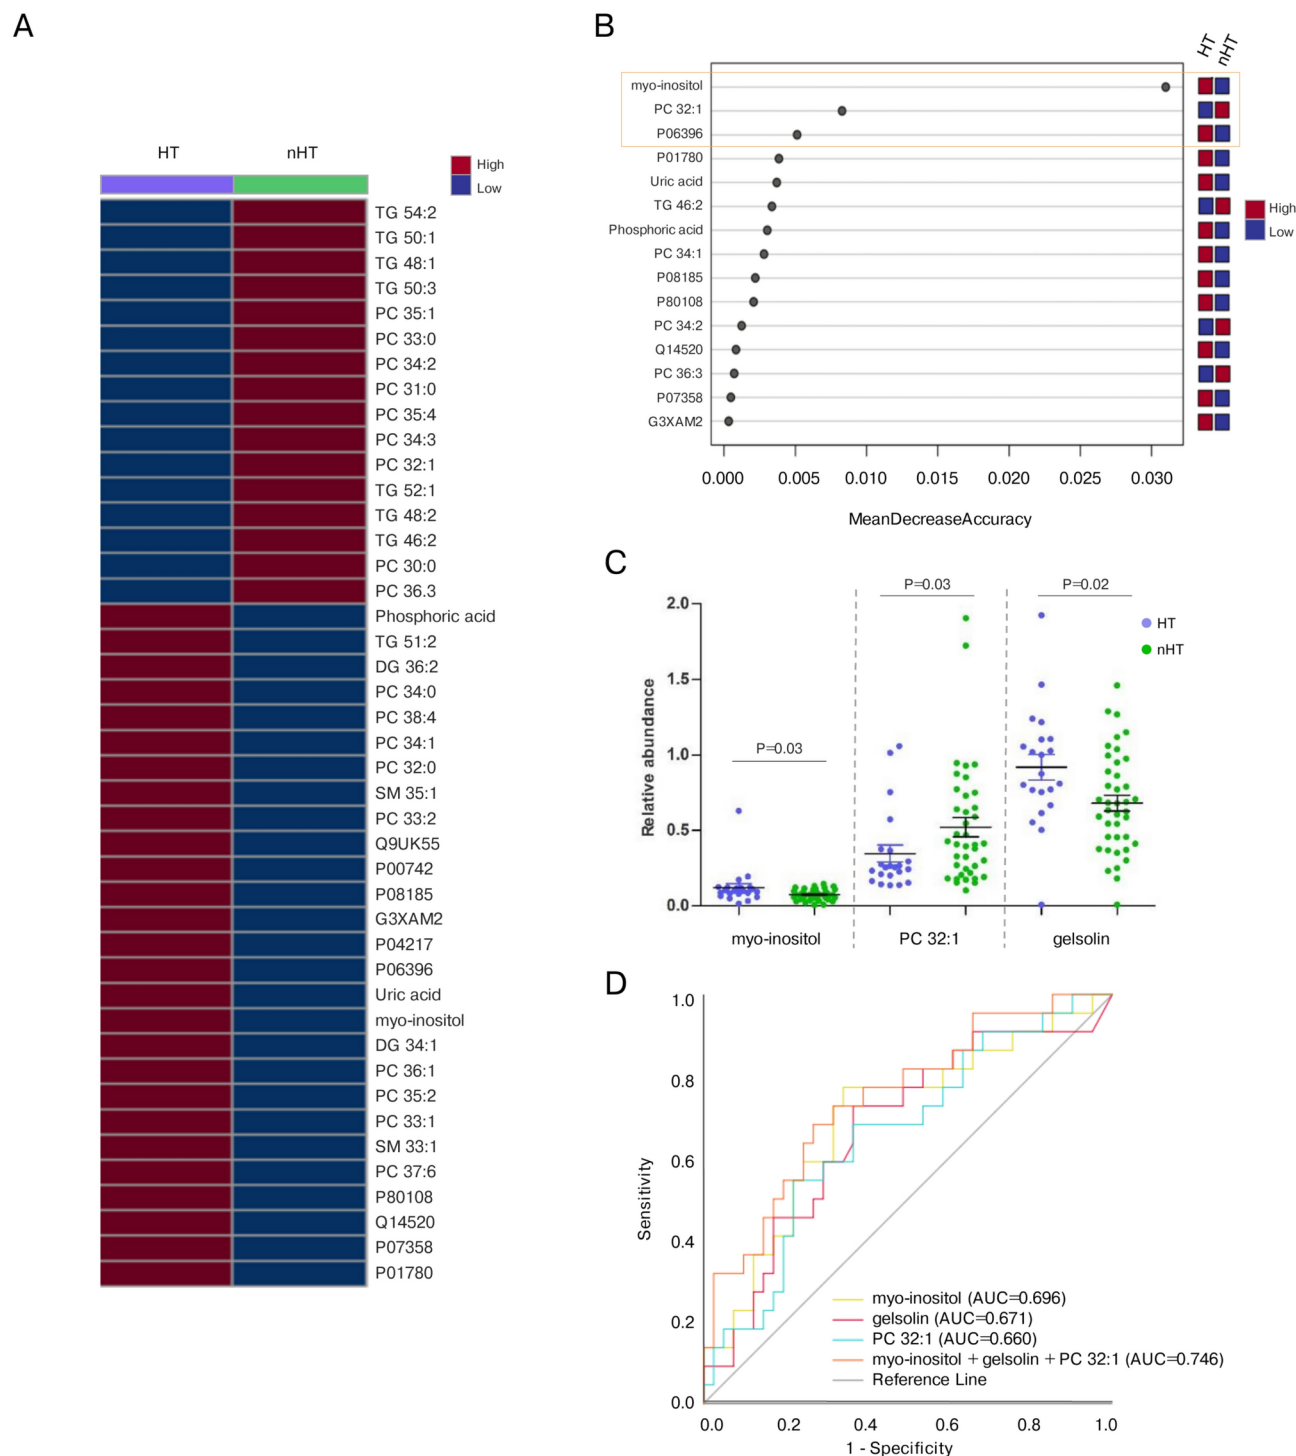 A
HT
nHT
High
Low
TG 54:2
TG 50:1
TG 48:1
TG 50:3
PC 35:1
PC 33:0
PC 34:2
PC 31:0
PC 35:4
PC 34:3
PC 32:1
TG 52:1
TG 48:2
TG 46:2
PC 30:0
PC 36.3
Phosphoric acid
TG 51:2
DG 36:2
PC 34:0
PC 38:4
PC 34:1
PC 32:0
SM 35:1
PC 33:2
Q9UK55
P00742
P08185
G3XAM2
P04217
P06396
Uric acid
myo-inositol
DG 34:1
PC 36:1
PC 35:2
PC 33:1
SM 33:1
PC 37:6
P80108
Q14520
P07358
P01780
B
HT
nHT
myo-inositol
PC 32:1
P06396
P01780
Uric acid
TG 46:2
Phosphoric acid
PC 34:1
P08185
P80108
PC 34:2
Q14520
PC 36:3
P07358
G3XAM2
High
Low
0.000 0.005 0.010 0.015 0.020 0.025 0.030
MeanDecreaseAccuracy
C
P=0.03
P=0.02
P=0.03
HT
nHT
2.0
1.5
1.0
0.5
0.0
Relative abundance
myo-inositol
PC 32:1
gelsolin
D
1.0
0.8
0.6
0.4
0.2
0.0
Sensitivity
myo-inositol (AUC=0.696)
gelsolin (AUC=0.671)
PC 32:1 (AUC=0.660)
myo-inositol + gelsolin + PC 32:1 (AUC=0.746)
Reference Line
0.0 0.2 0.4 0.6 0.8 1.0
1 - Specificity